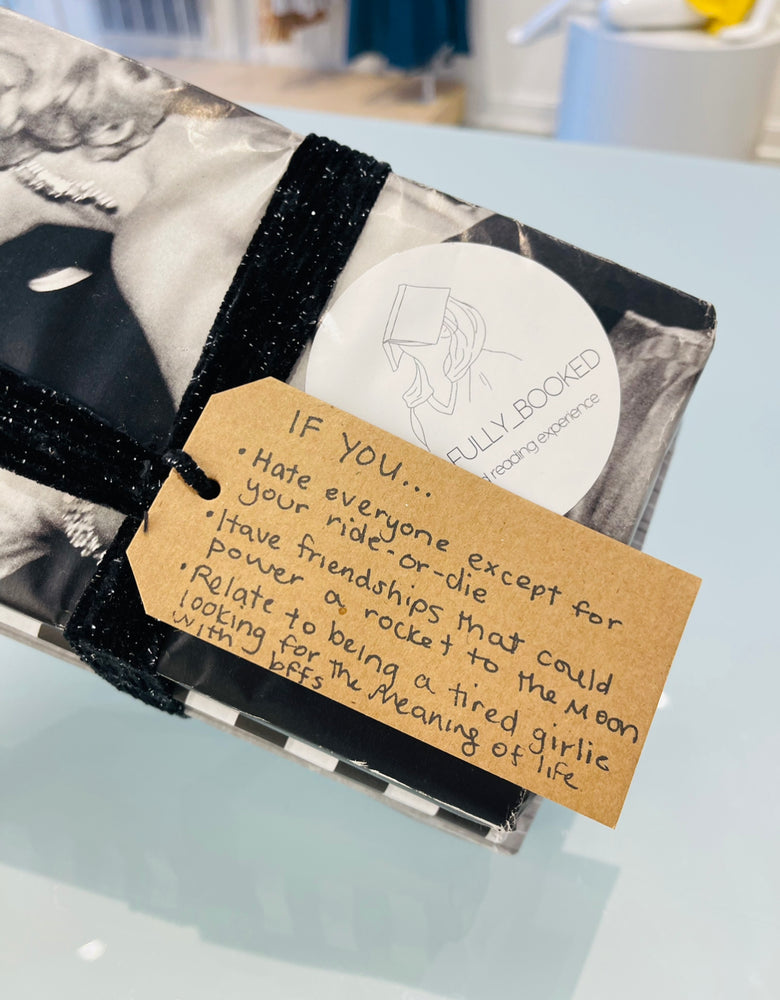 FULLY_BOOKED
reading experience
IF YOU...
•Hate everyone except for
your ride-or-die
•Have friendships that could
power a rocket to the Moon
•Relate to being a tired girlie
looking for the meaning of life
with bffs